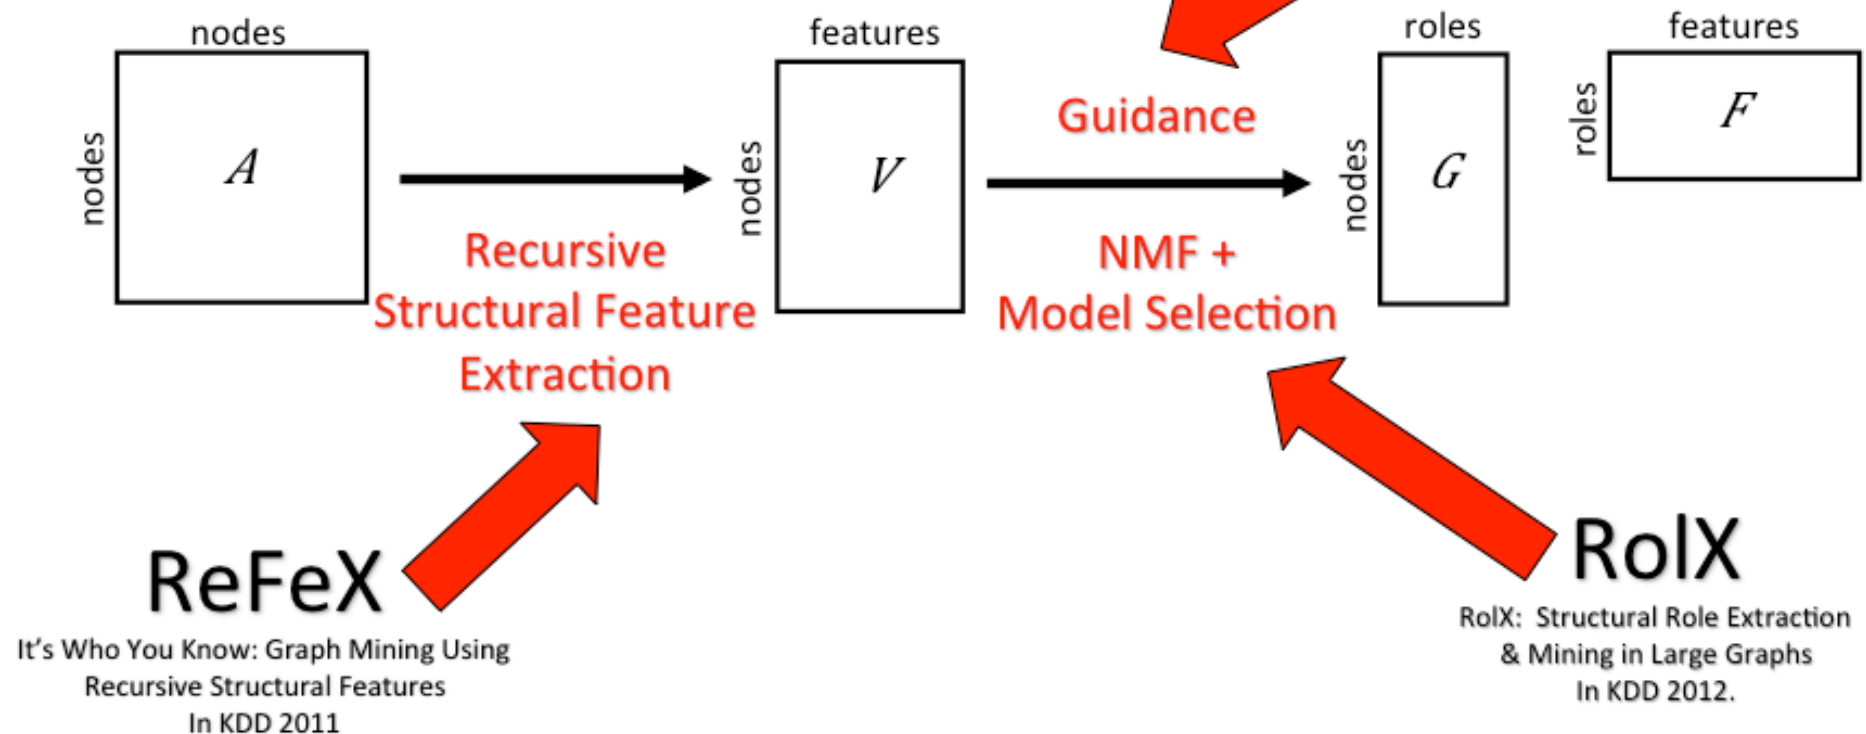 nodes
nodes
A
Recursive
Structural Feature
Extraction
features
nodes
V
Guidance
NMF +
Model Selection
roles
nodes
G
features
roles
F
ReFeX
It's Who You Know: Graph Mining Using
Recursive Structural Features
In KDD 2011
RolX
RolX:  Structural Role Extraction
& Mining in Large Graphs
In KDD 2012.